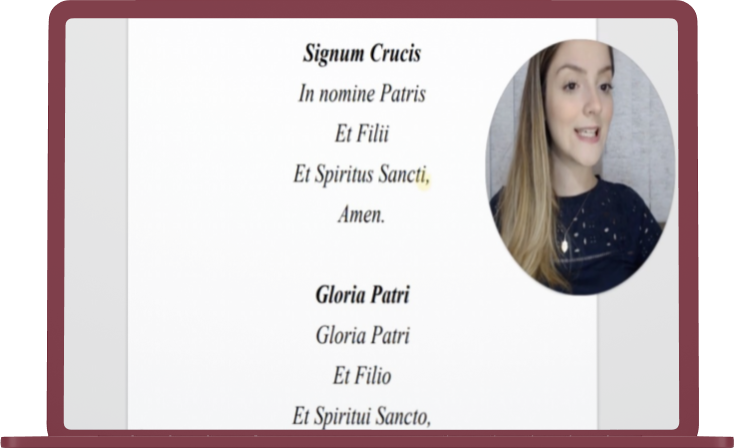 Signum Crucis
In nomine Patris
Et Filii
Et Spiritus Sancti,
Amen.
Gloria Patri
Gloria Patri
Et Filio
Et Spiritui Sancto,